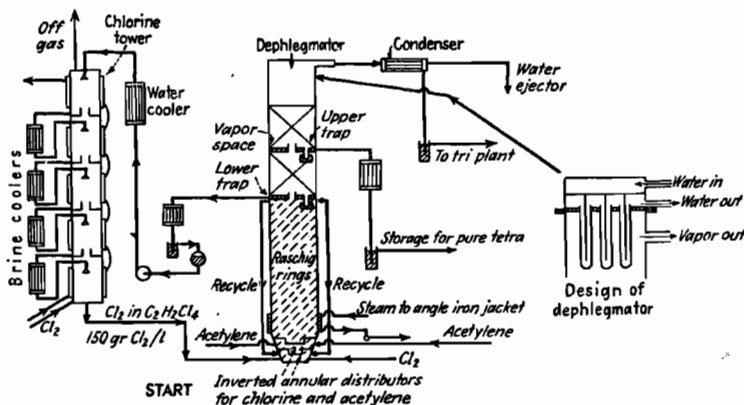 Off
gas
Chlorine
tower
Water
cooler
Brine coolers
Cl2
Cl2 in C2H2Cl4
150 gr Cl2/l
START
Dephlegmator
Condenser
Water
ejector
Vapor
space
Upper
trap
To tri plant
Lower
trap
Storage for pure tetra
Raschig
rings
Recycle
Recycle
Steam to angle iron jacket
Acetylene
Acetylene
Cl2
Inverted annular distributors
for chlorine and acetylene
Water in
Water out
Vapor out
Design of
dephlegmator